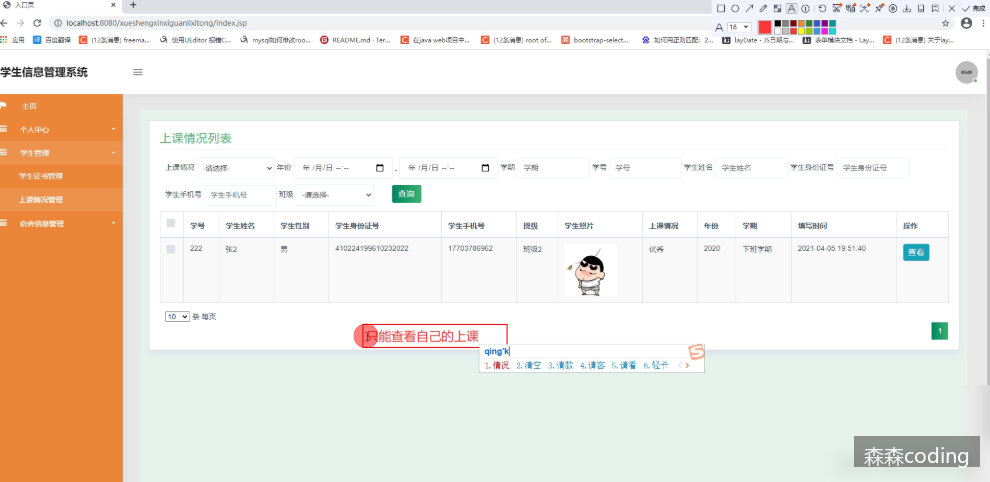 入口页
完成
localhost:8080/xueshengxinxiguanlixitong/index.jsp
18
应用 百度翻译 (12条消息) freema... 使用UEditor 报错C... mysql如何修改roo... README.md - Ter... 在java web项目中... (12条消息) root of... bootstrap-select... 如何用正则匹配: 2... layDate - JS日期与... 表单模块文档 - Lay... (12条消息) 关于lay...
学生信息管理系统
主页
个人中心
学生管理
学生证书管理
上课情况管理
宿舍信息管理
上课情况列表
上课情况 -请选择- 年份 年 /月/日 --:-- - 年 /月/日 --:-- 学期 学期 学号 学号 学生姓名 学生姓名 学生身份证号 学生身份证号
学生手机号 学生手机号 班级 -请选择- 查询
学号 学生姓名 学生性别 学生身份证号 学生手机号 班级 学生照片 上课情况 年份 学期 填写时间 操作
222 张2 男 410224199610232022 17703786962 班级2 优秀 2020 下班学期 2021-04-05 19:51:40 查看
10 条 每页
1
只能查看自己的上课
qing'k
1.情况 2.请空 3.请款 4.请客 5.请看 6.轻卡
森森coding